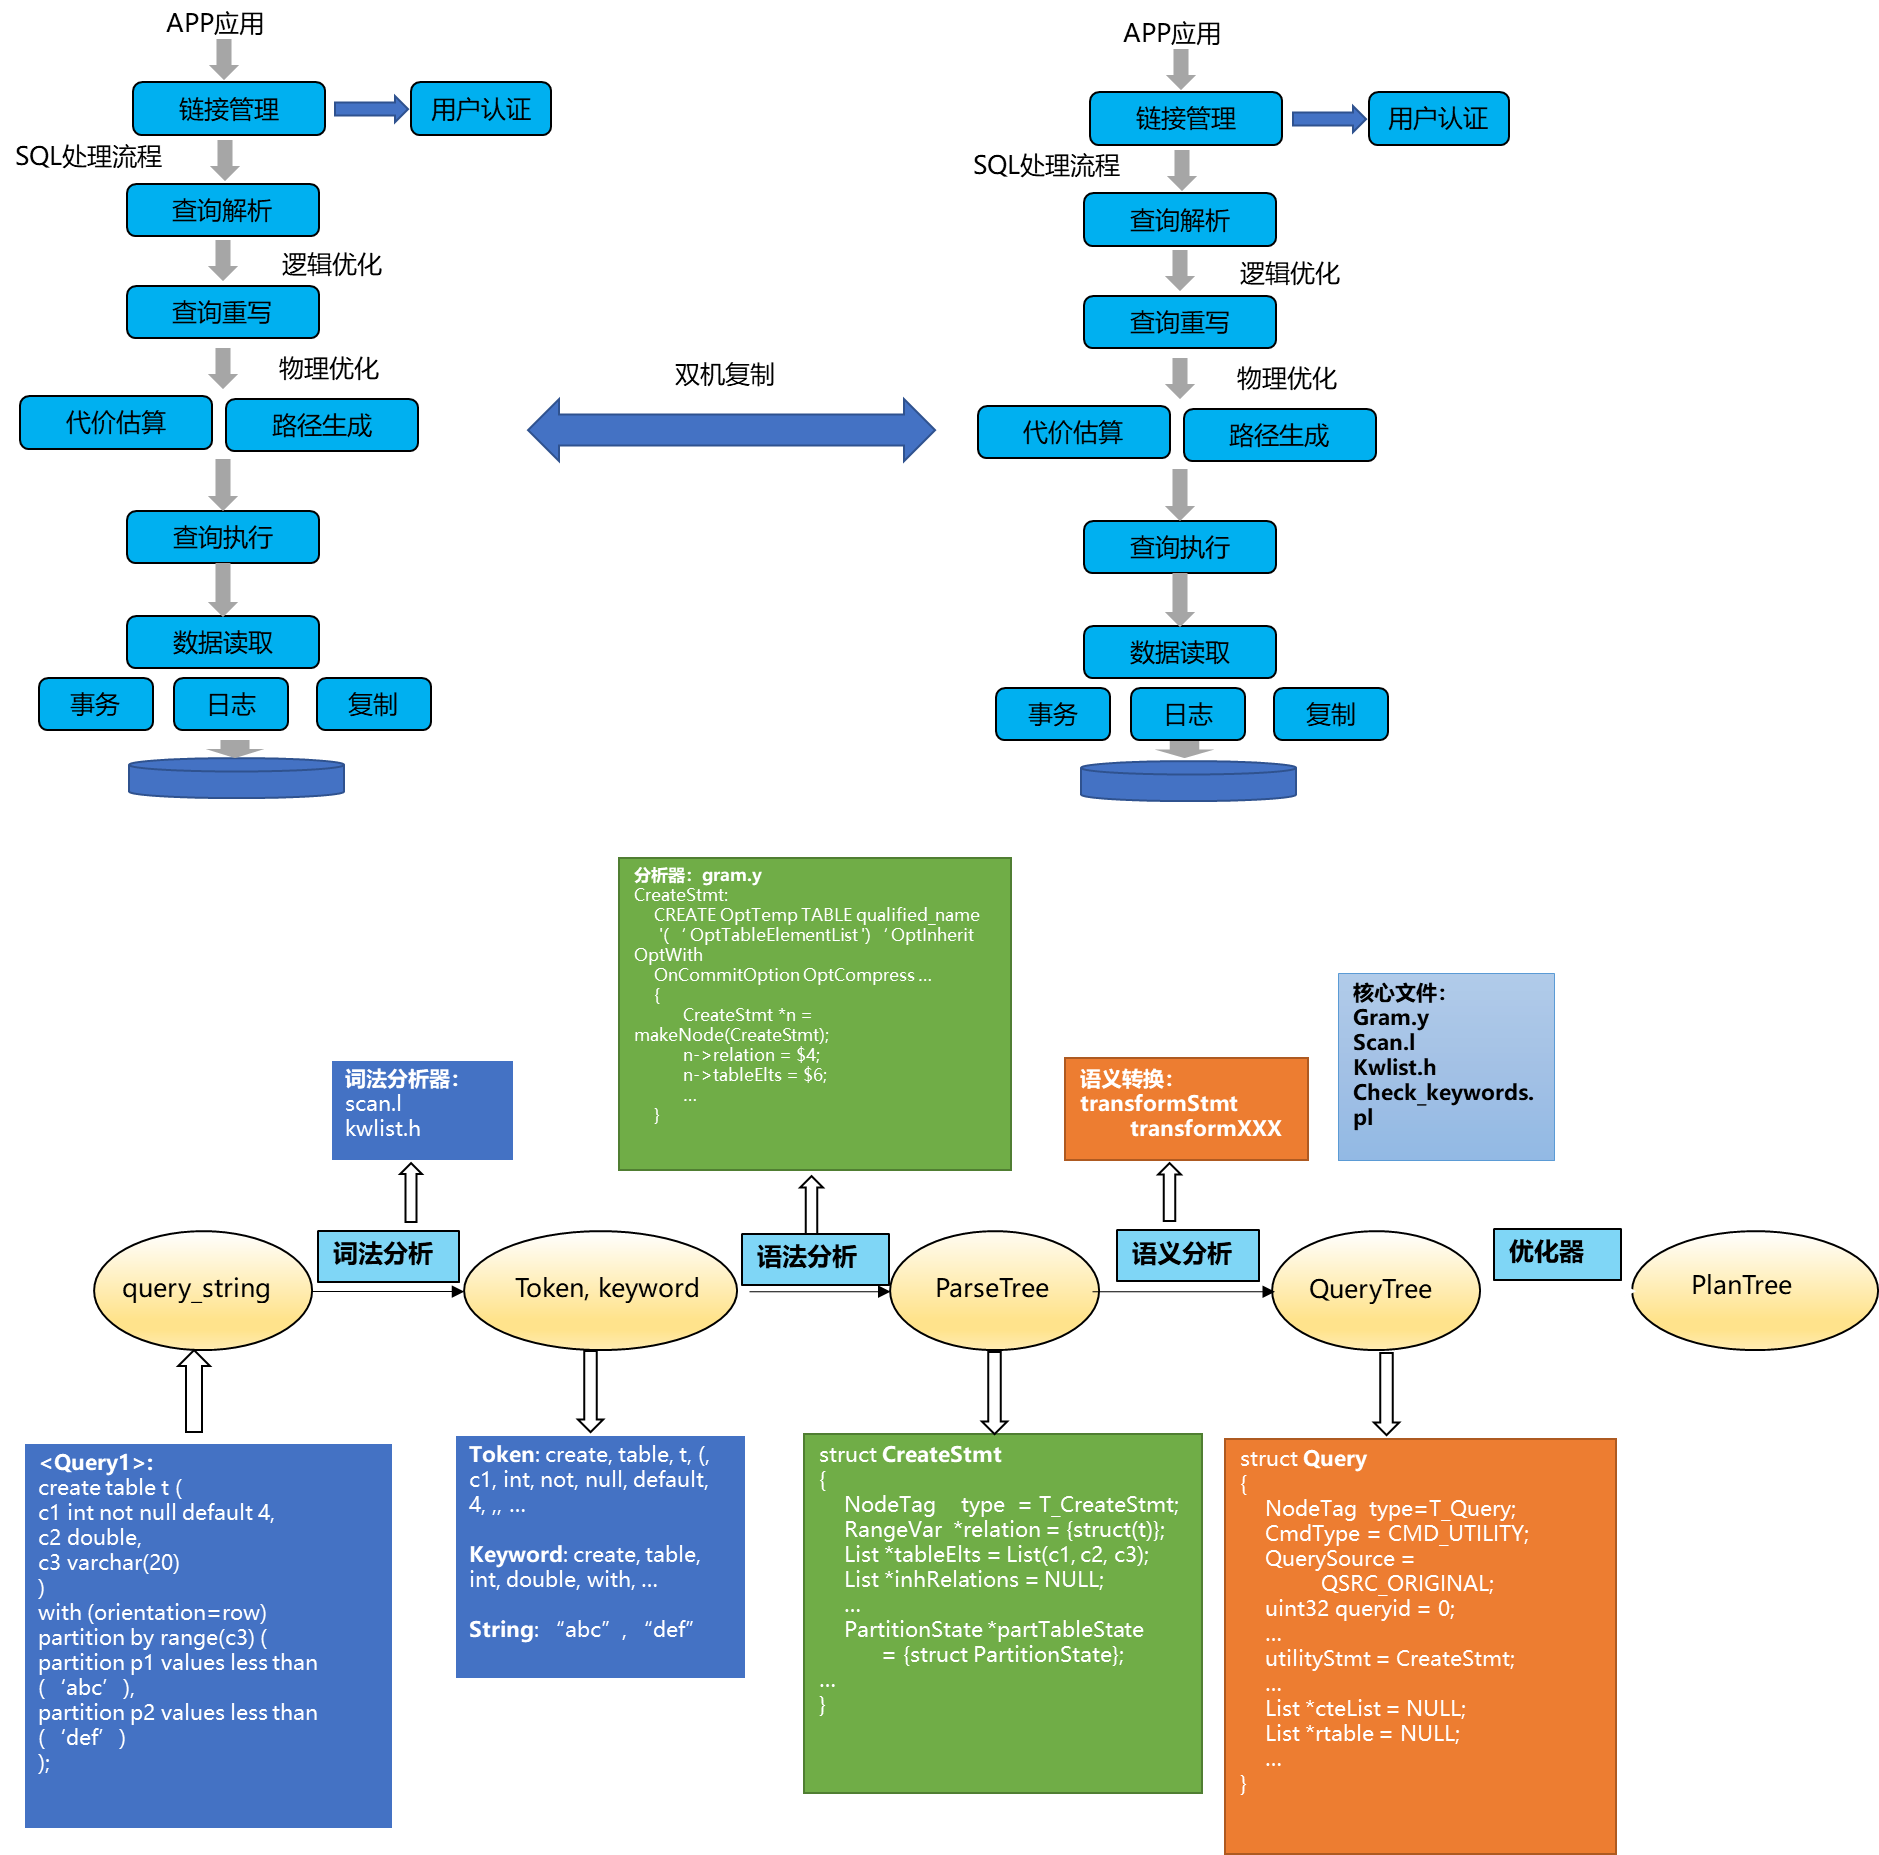 APP应用
链接管理
用户认证
SQL处理流程
查询解析
逻辑优化
查询重写
物理优化
代价估算
路径生成
查询执行
数据读取
事务
日志
复制
双机复制
APP应用
链接管理
用户认证
SQL处理流程
查询解析
逻辑优化
查询重写
物理优化
代价估算
路径生成
查询执行
数据读取
事务
日志
复制
分析器：gram.y
CreateStmt:
CREATE OptTemp TABLE qualified_name
'(‘ OptTableElementList ')‘ OptInherit
OptWith
OnCommitOption OptCompress ...
{
CreateStmt *n =
makeNode(CreateStmt);
n->relation = $4;
n->tableElts = $6;
...
}
词法分析器：
scan.l
kwlist.h
语义转换：
transformStmt
transformXXX
核心文件：
Gram.y
Scan.l
Kwlist.h
Check_keywords.
pl
query_string
词法分析
Token, keyword
语法分析
ParseTree
语义分析
QueryTree
优化器
PlanTree
<Query1>:
create table t (
c1 int not null default 4,
c2 double,
c3 varchar(20)
)
with (orientation=row)
partition by range(c3) (
partition p1 values less than
(‘abc’),
partition p2 values less than
(‘def’)
);
Token: create, table, t, (,
c1, int, not, null, default,
4, ,, ...
Keyword: create, table,
int, double, with, ...
String: “abc”, “def”
struct CreateStmt
{
NodeTag type = T_CreateStmt;
RangeVar *relation = {struct(t)};
List *tableElts = List(c1, c2, c3);
List *inhRelations = NULL;
...
PartitionState *partTableState
= {struct PartitionState};
...
}
struct Query
{
NodeTag type=T_Query;
CmdType = CMD_UTILITY;
QuerySource =
QSRC_ORIGINAL;
uint32 queryid = 0;
...
utilityStmt = CreateStmt;
...
List *cteList = NULL;
List *rtable = NULL;
...
}